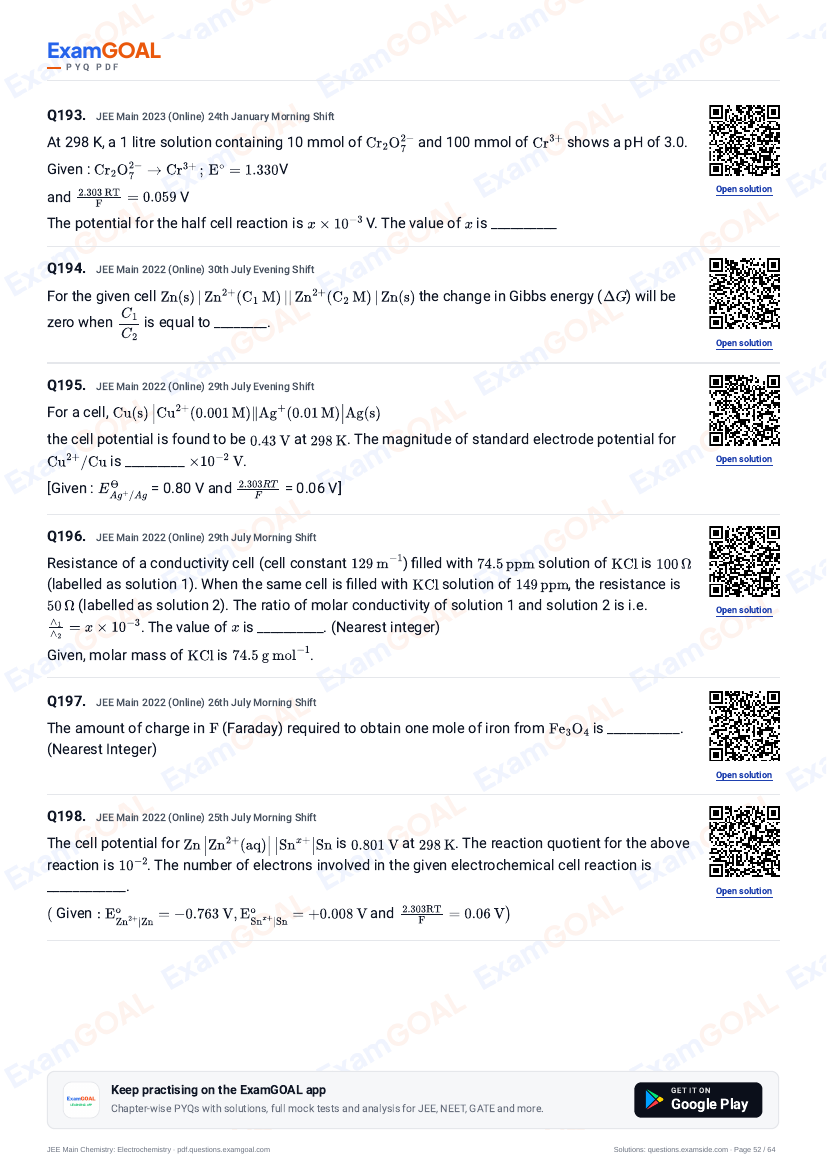 ExamGOAL
PYQ PDF
Q193. JEE Main 2023 (Online) 24th January Morning Shift
At 298 K, a 1 litre solution containing 10 mmol of Cr₂O₇²⁻ and 100 mmol of Cr³⁺ shows a pH of 3.0.
Given : Cr₂O₇²⁻ → Cr³⁺ ; E° = 1.330V
and 2.303 RT/F = 0.059 V
The potential for the half cell reaction is x × 10⁻³ V. The value of x is __________
Open solution
Q194. JEE Main 2022 (Online) 30th July Evening Shift
For the given cell Zn(s) | Zn²⁺(C₁ M) || Zn²⁺(C₂ M) | Zn(s) the change in Gibbs energy (ΔG) will be
zero when C₁/C₂ is equal to ________.
Open solution
Q195. JEE Main 2022 (Online) 29th July Evening Shift
For a cell, Cu(s) |Cu²⁺(0.001 M)||Ag⁺(0.01 M)|Ag(s)
the cell potential is found to be 0.43 V at 298 K. The magnitude of standard electrode potential for
Cu²⁺/Cu is _________ ×10⁻² V.
[Given : E^Θ_Ag⁺/Ag = 0.80 V and 2.303RT/F = 0.06 V]
Open solution
Q196. JEE Main 2022 (Online) 29th July Morning Shift
Resistance of a conductivity cell (cell constant 129 m⁻¹) filled with 74.5 ppm solution of KCl is 100 Ω
(labelled as solution 1). When the same cell is filled with KCl solution of 149 ppm, the resistance is
50 Ω (labelled as solution 2). The ratio of molar conductivity of solution 1 and solution 2 is i.e.
∧₁/∧₂ = x × 10⁻³. The value of x is __________. (Nearest integer)
Given, molar mass of KCl is 74.5 g mol⁻¹.
Open solution
Q197. JEE Main 2022 (Online) 26th July Morning Shift
The amount of charge in F (Faraday) required to obtain one mole of iron from Fe₃O₄ is ___________.
(Nearest Integer)
Open solution
Q198. JEE Main 2022 (Online) 25th July Morning Shift
The cell potential for Zn |Zn²⁺(aq)| |Snˣ⁺|Sn is 0.801 V at 298 K. The reaction quotient for the above
reaction is 10⁻². The number of electrons involved in the given electrochemical cell reaction is
____________.
( Given : E°_Zn²⁺|Zn = −0.763 V, E°_Snˣ⁺|Sn = +0.008 V and 2.303RT/F = 0.06 V)
Open solution
Keep practising on the ExamGOAL app
Chapter-wise PYQs with solutions, full mock tests and analysis for JEE, NEET, GATE and more.
GET IT ON
Google Play
JEE Main Chemistry: Electrochemistry · pdf.questions.examgoal.com
Solutions: questions.examside.com · Page 52 / 64